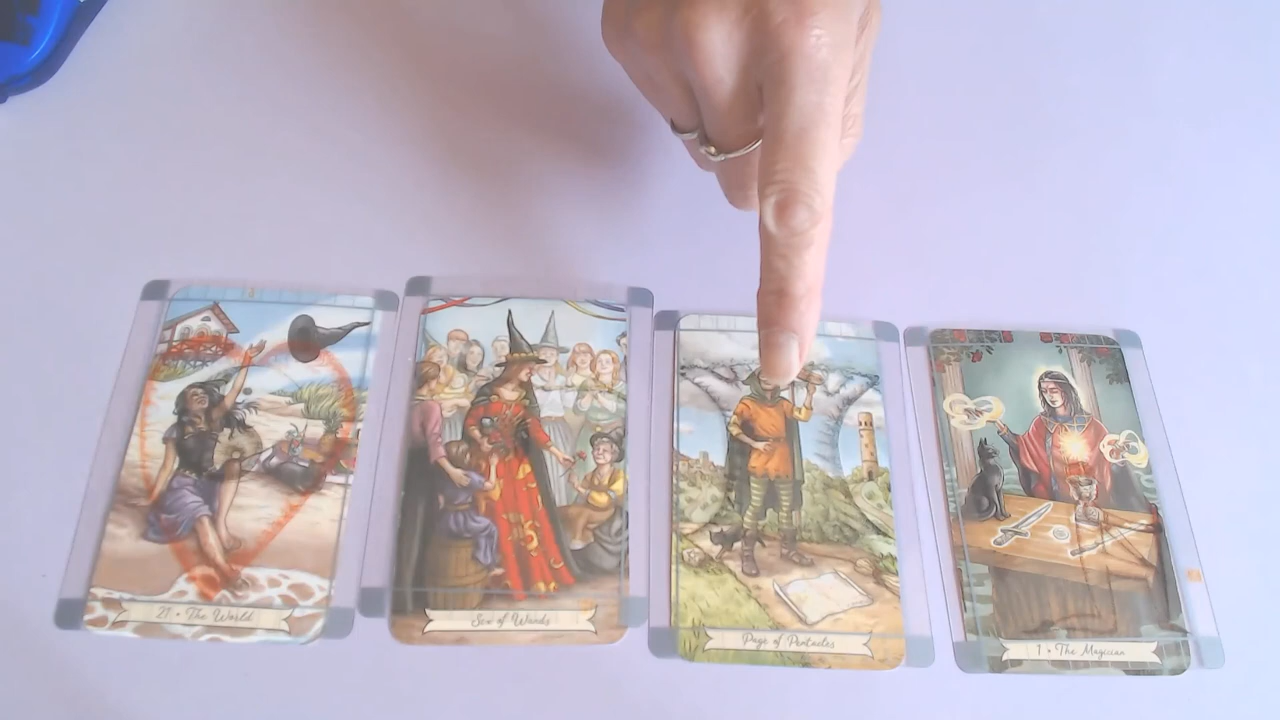 21 • The World
Six of Wands
Page of Pentacles
1 • The Magician